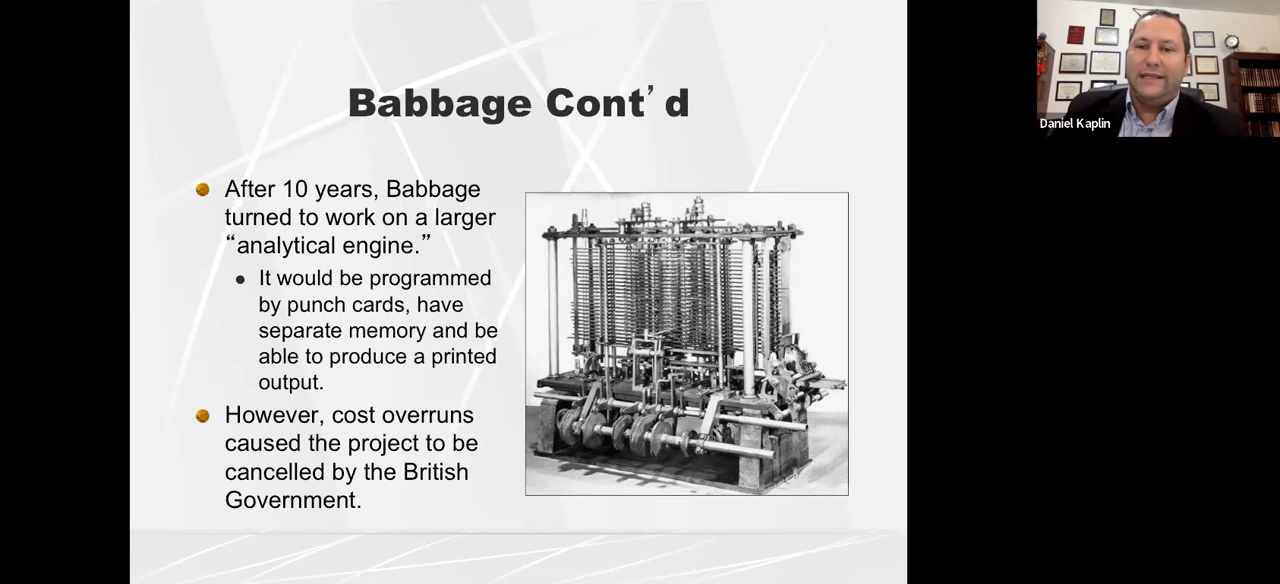 Babbage Cont’d
After 10 years, Babbage
turned to work on a larger
“analytical engine.”
It would be programmed
by punch cards, have
separate memory and be
able to produce a printed
output.
However, cost overruns
caused the project to be
cancelled by the British
Government.
Daniel Kaplin